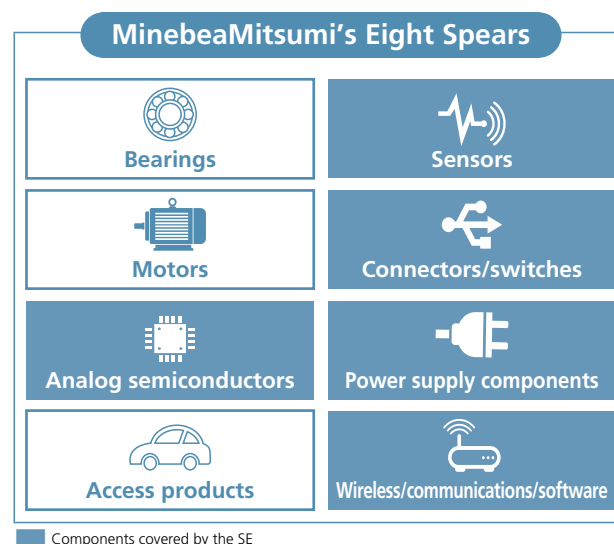 MinebeaMitsumi's Eight Spears
Bearings
Sensors
Motors
Connectors/switches
Analog semiconductors
Power supply components
Access products
Wireless/communications/software
Components covered by the SE